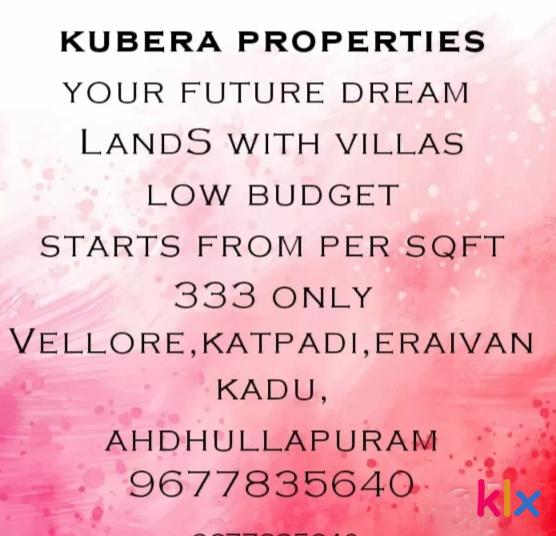 KUBERA PROPERTIES
YOUR FUTURE DREAM
LANDS WITH VILLAS
LOW BUDGET
STARTS FROM PER SQFT
333 ONLY
VELLORE,KATPADI,ERAIVAN
KADU,
AHDHULLAPURAM
9677835640
klx